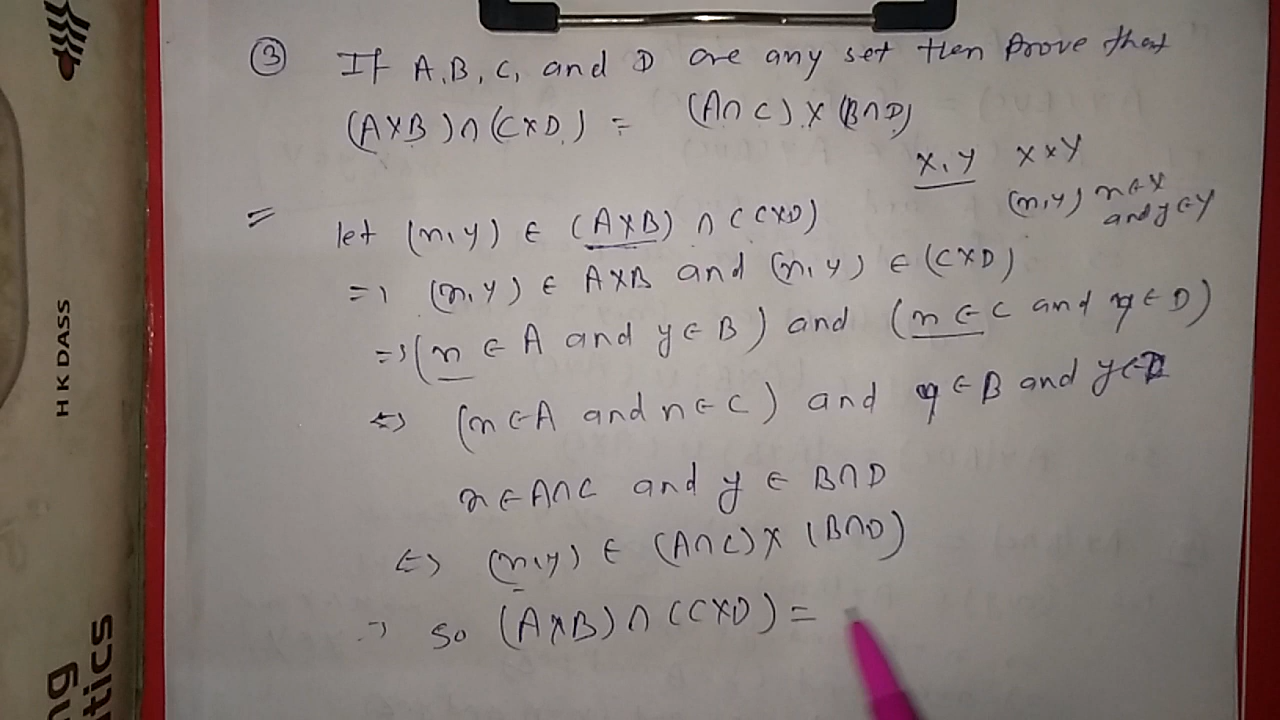 ③ If A, B, C, and D are any set then Prove that
(A×B)∩(C×D) = (A∩C)×(B∩D)
x, y X×Y
(x,y) x∈X
and y∈Y
= let (x,y) ∈ (A×B) ∩ (C×D)
=> (x,y) ∈ A×B and (x,y) ∈ (C×D)
=> (x ∈ A and y∈B) and (x∈C and y∈D)
<=> (x∈A and x∈C) and y∈B and y∈D
x∈A∩C and y ∈ B∩D
<=> (x,y) ∈ (A∩C)×(B∩D)
=> so (A×B)∩(C×D) =
HK DASS
ng
tics